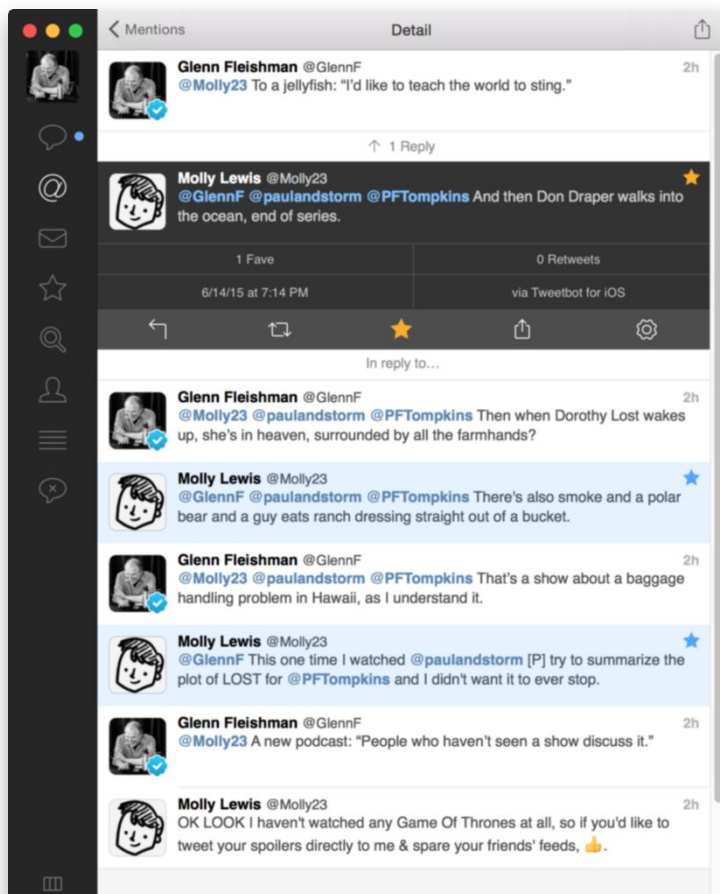 Mentions
Detail
Glenn Fleishman @GlennF 2h
@Molly23 To a jellyfish: “I’d like to teach the world to sting.”
1 Reply
Molly Lewis @Molly23
@GlennF @paulandstorm @PFTompkins And then Don Draper walks into
the ocean, end of series.
1 Fave
0 Retweets
6/14/15 at 7:14 PM
via Tweetbot for iOS
In reply to...
Glenn Fleishman @GlennF 2h
@Molly23 @paulandstorm @PFTompkins Then when Dorothy Lost wakes
up, she’s in heaven, surrounded by all the farmhands?
Molly Lewis @Molly23
@GlennF @paulandstorm @PFTompkins There's also smoke and a polar
bear and a guy eats ranch dressing straight out of a bucket.
Glenn Fleishman @GlennF 2h
@Molly23 @paulandstorm @PFTompkins That’s a show about a baggage
handling problem in Hawaii, as I understand it.
Molly Lewis @Molly23
@GlennF This one time I watched @paulandstorm [P] try to summarize the
plot of LOST for @PFTompkins and I didn't want it to ever stop.
Glenn Fleishman @GlennF 2h
@Molly23 A new podcast: “People who haven’t seen a show discuss it.”
Molly Lewis @Molly23 2h
OK LOOK I haven't watched any Game Of Thrones at all, so if you'd like to
tweet your spoilers directly to me & spare your friends' feeds, 👍.